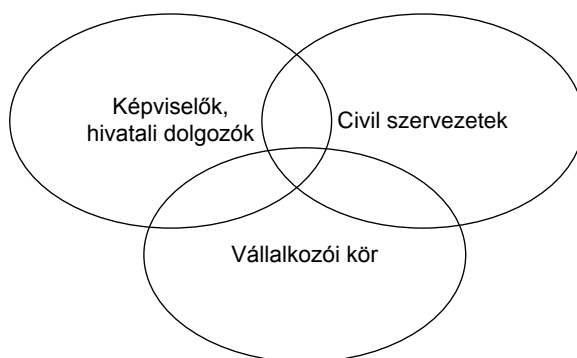 Képviselők,
hivatali dolgozók
Civil szervezetek
Vállalkozói kör